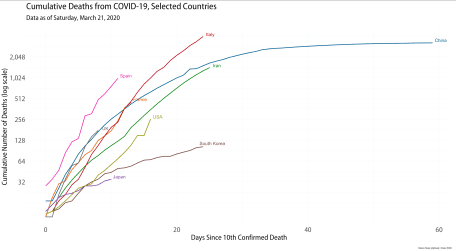 Cumulative Deaths from COVID-19, Selected Countries
Data as of Saturday, March 21, 2020
Cumulative Number of Deaths (log scale)
2,048
1,024
512
256
128
64
32
Italy
China
Iran
Spain
USA
UK
South Korea
Japan
0
20
40
60
Days Since 10th Confirmed Death